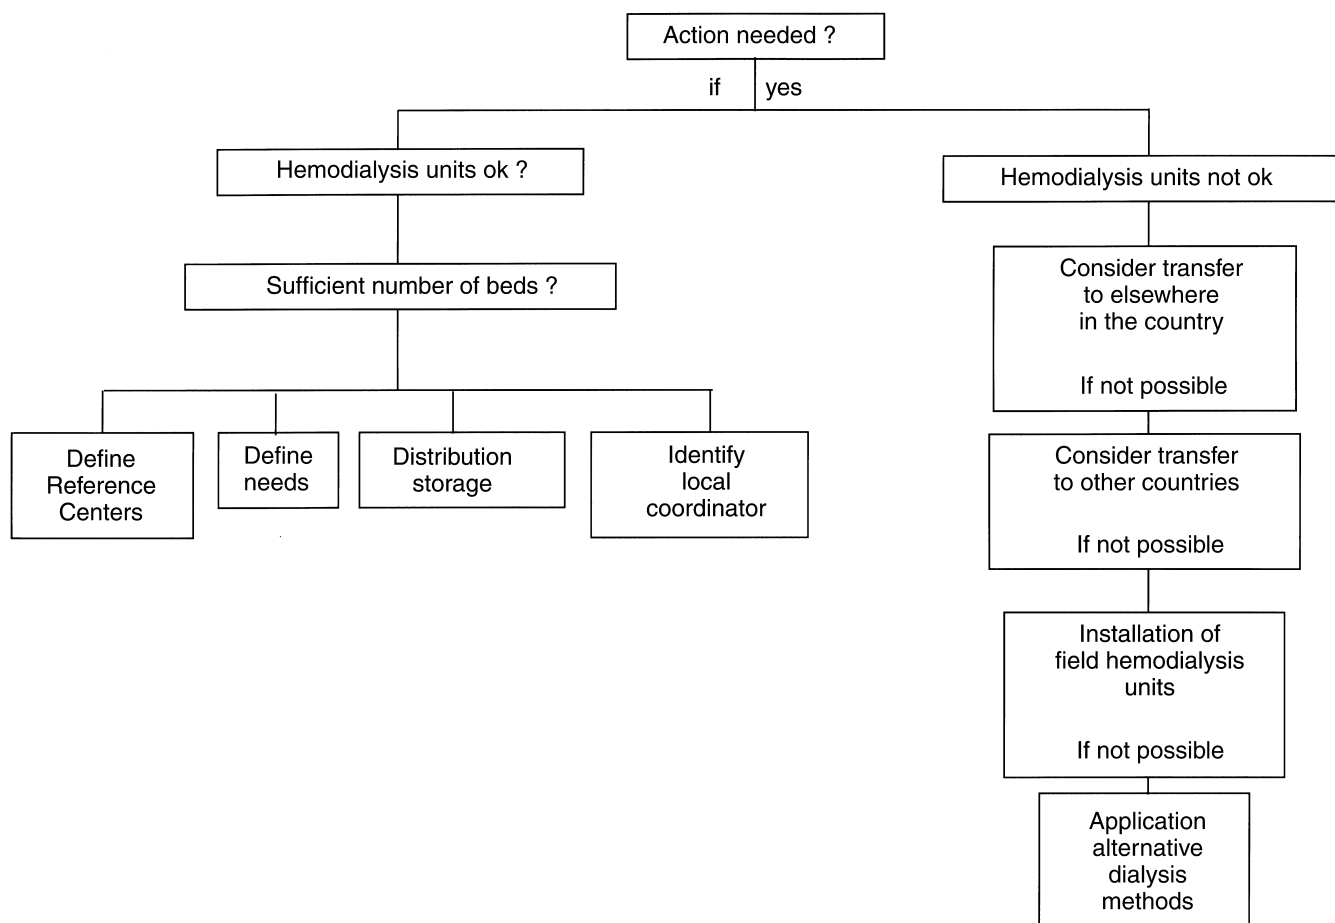 Action needed ?
if yes
Hemodialysis units ok ?
Sufficient number of beds ?
Define
Reference
Centers
Define
needs
Distribution
storage
Identify
local
coordinator
Hemodialysis units not ok
Consider transfer
to elsewhere
in the country
If not possible
Consider transfer
to other countries
If not possible
Installation of
field hemodialysis
units
If not possible
Application
alternative
dialysis
methods